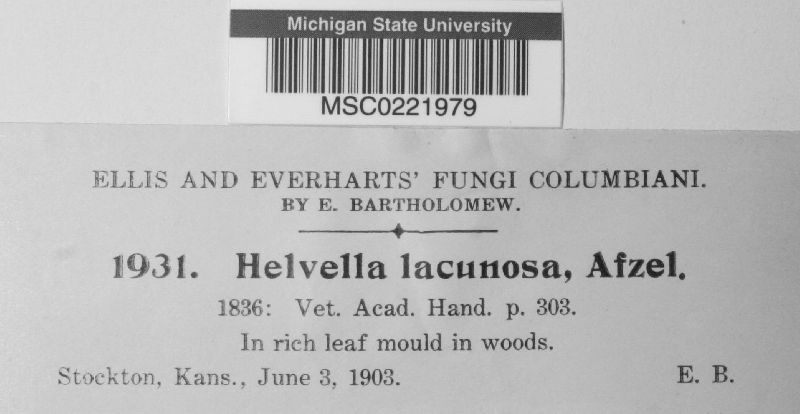 Michigan State University
MSC0221979
ELLIS AND EVERHARTS' FUNGI COLUMBIANI.
BY E. BARTHOLOMEW.
1931. Helvella lacunosa, Afzel.
1836: Vet. Acad. Hand. p. 303.
In rich leaf mould in woods.
Stockton, Kans., June 3, 1903. E. B.